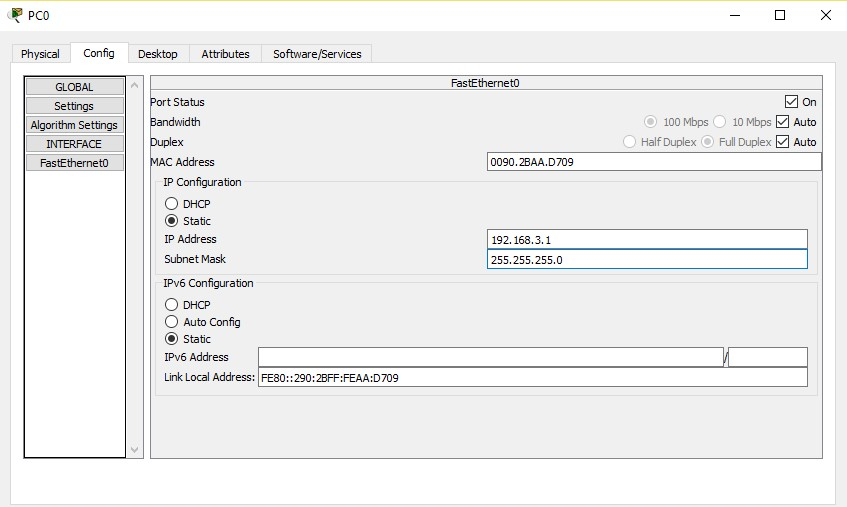 PC0
Physical Config Desktop Attributes Software/Services
GLOBAL
Settings
Algorithm Settings
INTERFACE
FastEthernet0
FastEthernet0
Port Status On
Bandwidth 100 Mbps 10 Mbps Auto
Duplex Half Duplex Full Duplex Auto
MAC Address 0090.2BAA.D709
IP Configuration
DHCP
Static
IP Address 192.168.3.1
Subnet Mask 255.255.255.0
IPv6 Configuration
DHCP
Auto Config
Static
IPv6 Address /
Link Local Address: FE80::290:2BFF:FEAA:D709